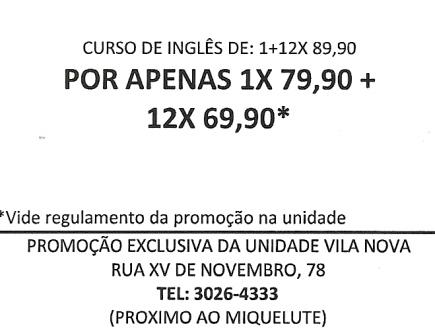 CURSO DE INGLÊS DE: 1+12X 89,90
POR APENAS 1X 79,90 +
12X 69,90*
*Vide regulamento da promoção na unidade
PROMOÇÃO EXCLUSIVA DA UNIDADE VILA NOVA
RUA XV DE NOVEMBRO, 78
TEL: 3026-4333
(PROXIMO AO MIQUELUTE)